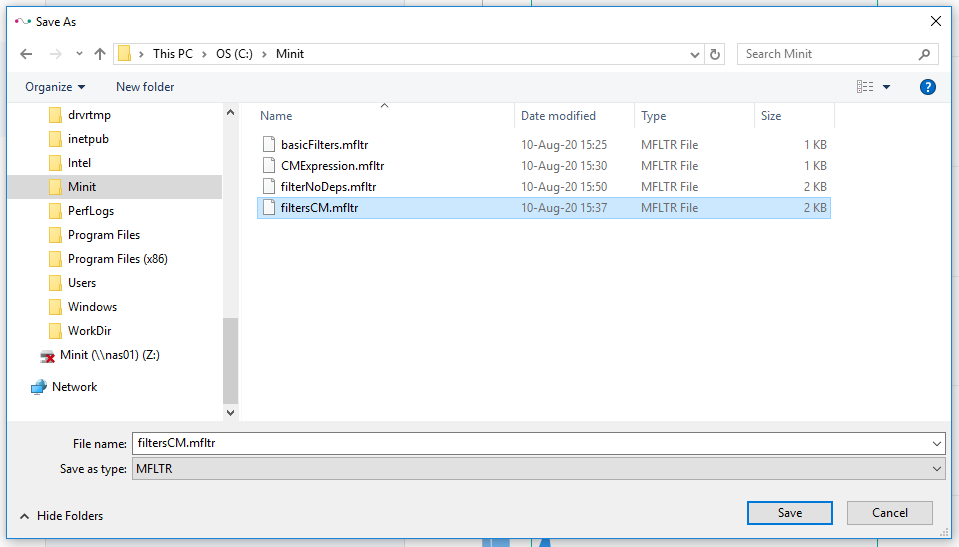 Save As
This PC > OS (C:) > Minit
Search Minit
Organize New folder ?
drvrtmp
inetpub
Intel
Minit
PerfLogs
Program Files
Program Files (x86)
Users
Windows
WorkDir
Minit (\\nas01) (Z:)
Network
Name Date modified Type Size
basicFilters.mfltr 10-Aug-20 15:25 MFLTR File 1 KB
CMExpression.mfltr 10-Aug-20 15:30 MFLTR File 1 KB
filterNoDeps.mfltr 10-Aug-20 15:50 MFLTR File 2 KB
filtersCM.mfltr 10-Aug-20 15:37 MFLTR File 2 KB
File name: filtersCM.mfltr
Save as type: MFLTR
Hide Folders
Save Cancel